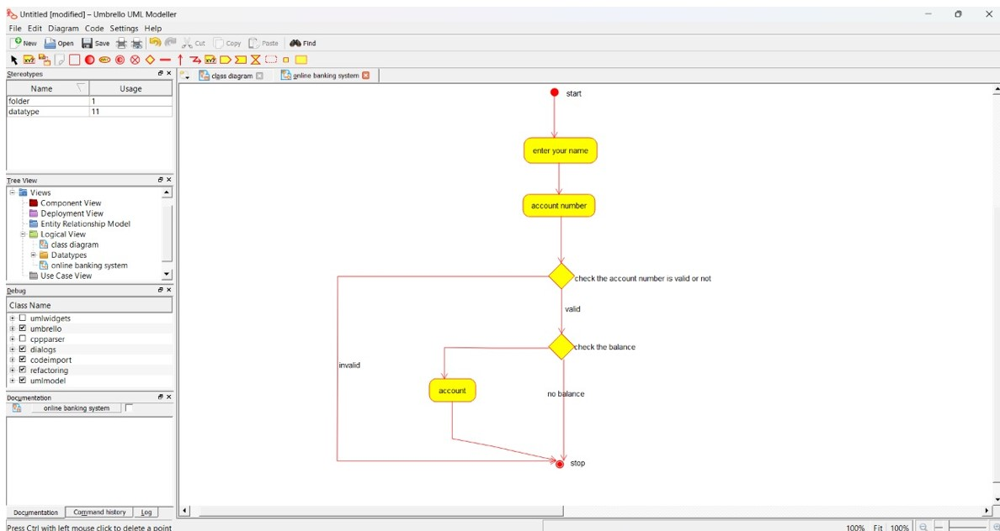 Untitled [modified] – Umbrello UML Modeller
File Edit Diagram Code Settings Help
New Open Save Cut Copy Paste Find
Stereotypes
Name Usage
folder 1
datatype 11
Tree View
Views
Component View
Deployment View
Entity Relationship Model
Logical View
class diagram
Datatypes
online banking system
Use Case View
Debug
Class Name
umlwidgets
umbrello
cppparser
dialogs
codeimport
refactoring
umlmodel
Documentation
online banking system
Documentation Command history Log
Press Ctrl with left mouse click to delete a point
class diagram online banking system
start
enter your name
account number
check the account number is valid or not
valid
check the balance
invalid
account
no balance
stop
100% Fit 100%